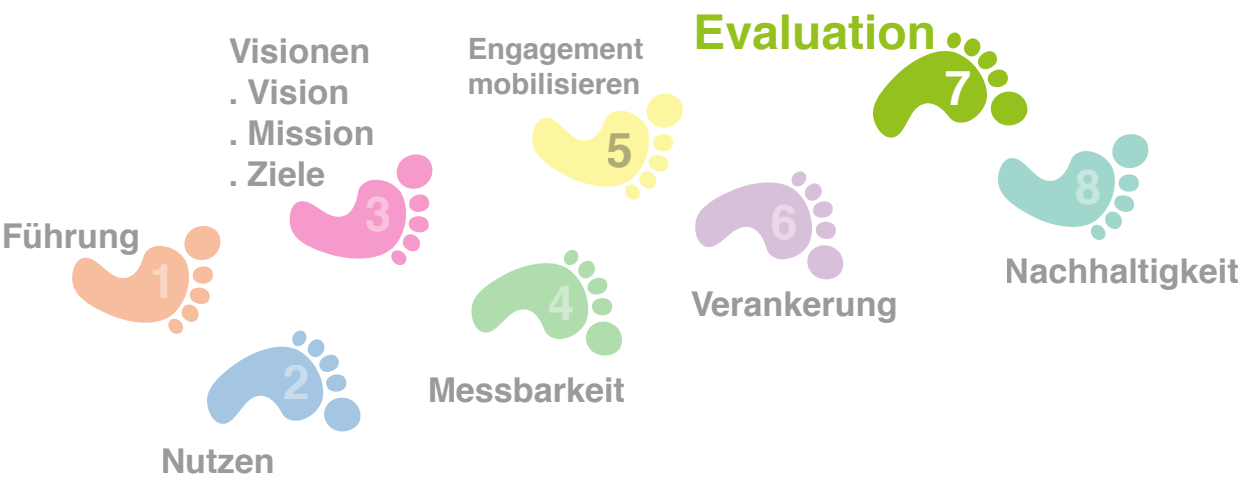 Führung
1
Nutzen
2
Visionen
. Vision
. Mission
. Ziele
3
Messbarkeit
4
Engagement
mobilisieren
5
Verankerung
6
Evaluation
7
Nachhaltigkeit
8